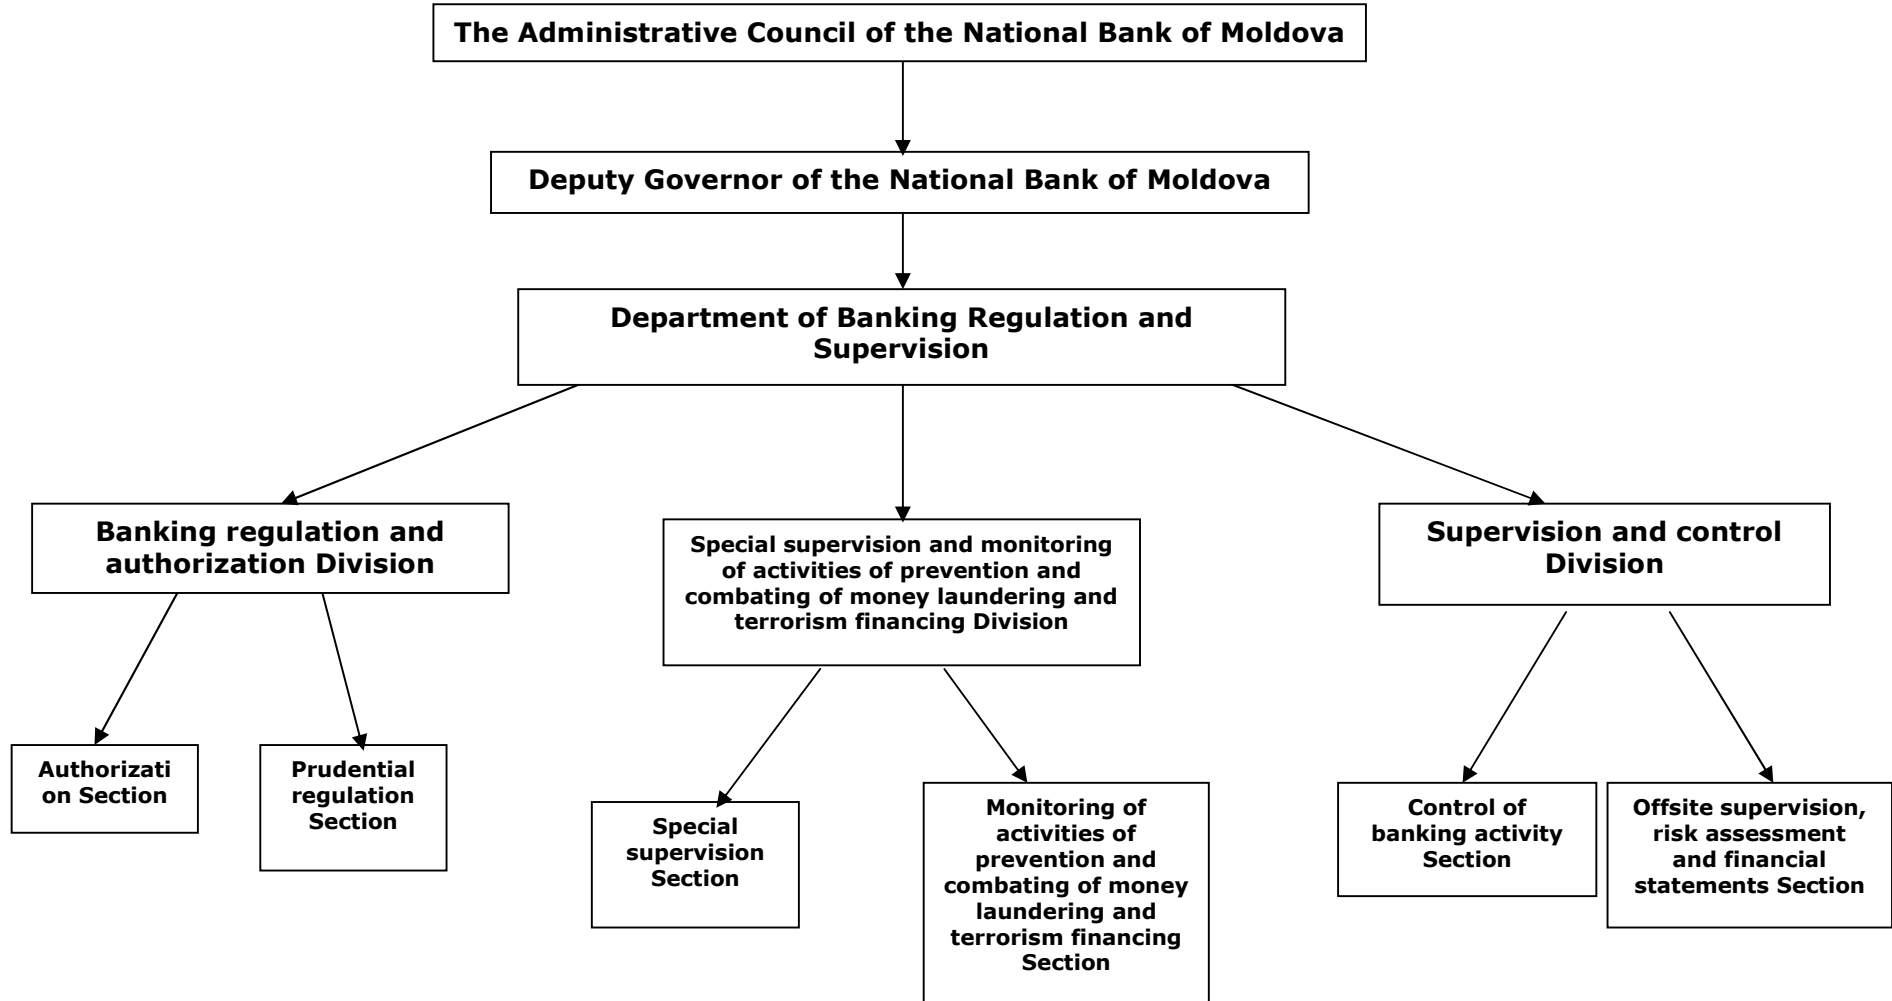 The Administrative Council of the National Bank of Moldova
Deputy Governor of the National Bank of Moldova
Department of Banking Regulation and
Supervision
Banking regulation and
authorization Division
Special supervision and monitoring
of activities of prevention and
combating of money laundering and
terrorism financing Division
Supervision and control
Division
Authorizati
on Section
Prudential
regulation
Section
Special
supervision
Section
Monitoring of
activities of
prevention and
combating of money
laundering and
terrorism financing
Section
Control of
banking activity
Section
Offsite supervision,
risk assessment
and financial
statements Section